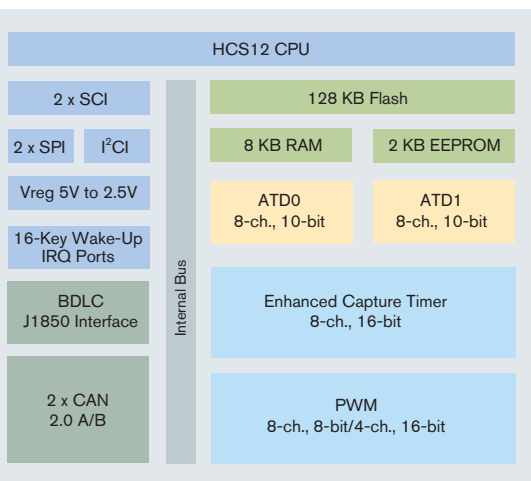 HCS12 CPU
2 x SCI
2 x SPI
I²CI
Vreg 5V to 2.5V
16-Key Wake-Up
IRQ Ports
BDLC
J1850 Interface
2 x CAN
2.0 A/B
Internal Bus
128 KB Flash
8 KB RAM
2 KB EEPROM
ATD0
8-ch., 10-bit
ATD1
8-ch., 10-bit
Enhanced Capture Timer
8-ch., 16-bit
PWM
8-ch., 8-bit/4-ch., 16-bit